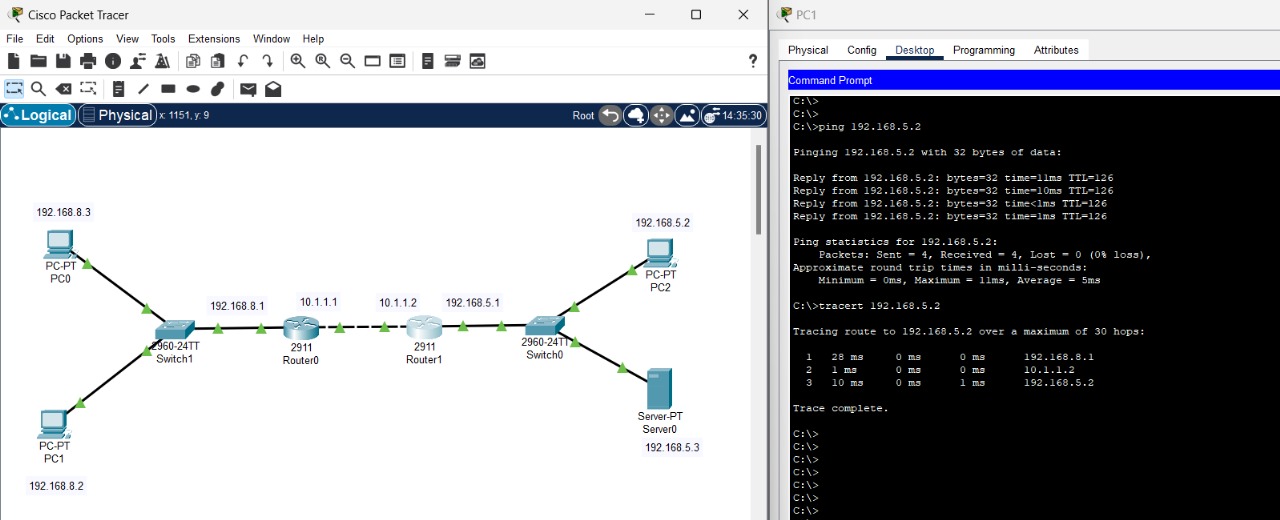 Cisco Packet Tracer
File Edit Options View Tools Extensions Window Help
?
Logical Physical x: 1151, y: 9 Root 14:35:30
192.168.8.3
PC-PT
PC0
192.168.8.1
10.1.1.1
10.1.1.2
192.168.5.1
192.168.5.2
PC-PT
PC2
2960-24TT
Switch1
2911
Router0
2911
Router1
2960-24TT
Switch0
Server-PT
Server0
192.168.5.3
PC-PT
PC1
192.168.8.2
PC1
Physical Config Desktop Programming Attributes
Command Prompt
C:\>
C:\>
C:\>ping 192.168.5.2
Pinging 192.168.5.2 with 32 bytes of data:
Reply from 192.168.5.2: bytes=32 time=11ms TTL=126
Reply from 192.168.5.2: bytes=32 time=10ms TTL=126
Reply from 192.168.5.2: bytes=32 time<1ms TTL=126
Reply from 192.168.5.2: bytes=32 time=1ms TTL=126
Ping statistics for 192.168.5.2:
Packets: Sent = 4, Received = 4, Lost = 0 (0% loss),
Approximate round trip times in milli-seconds:
Minimum = 0ms, Maximum = 11ms, Average = 5ms
C:\>tracert 192.168.5.2
Tracing route to 192.168.5.2 over a maximum of 30 hops:
1 28 ms 0 ms 0 ms 192.168.8.1
2 1 ms 0 ms 0 ms 10.1.1.2
3 10 ms 0 ms 1 ms 192.168.5.2
Trace complete.
C:\>
C:\>
C:\>
C:\>
C:\>
C:\>
C:\>